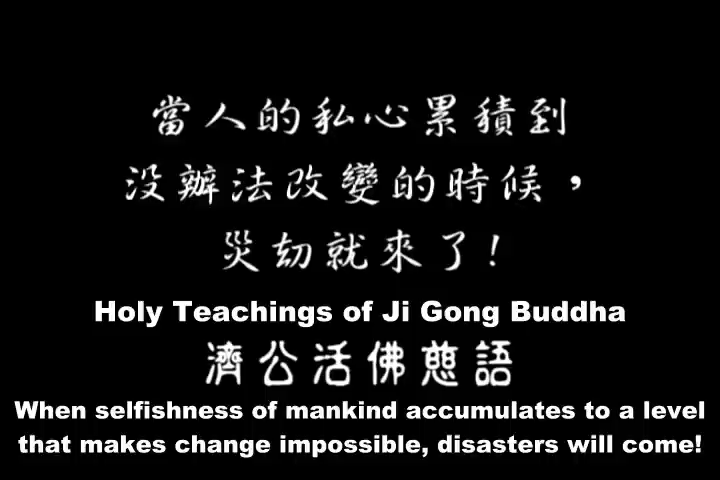 當人的私心累積到
沒辦法改變的時候，
災劫就來了!
Holy Teachings of Ji Gong Buddha
濟公活佛慈語
When selfishness of mankind accumulates to a level
that makes change impossible, disasters will come!